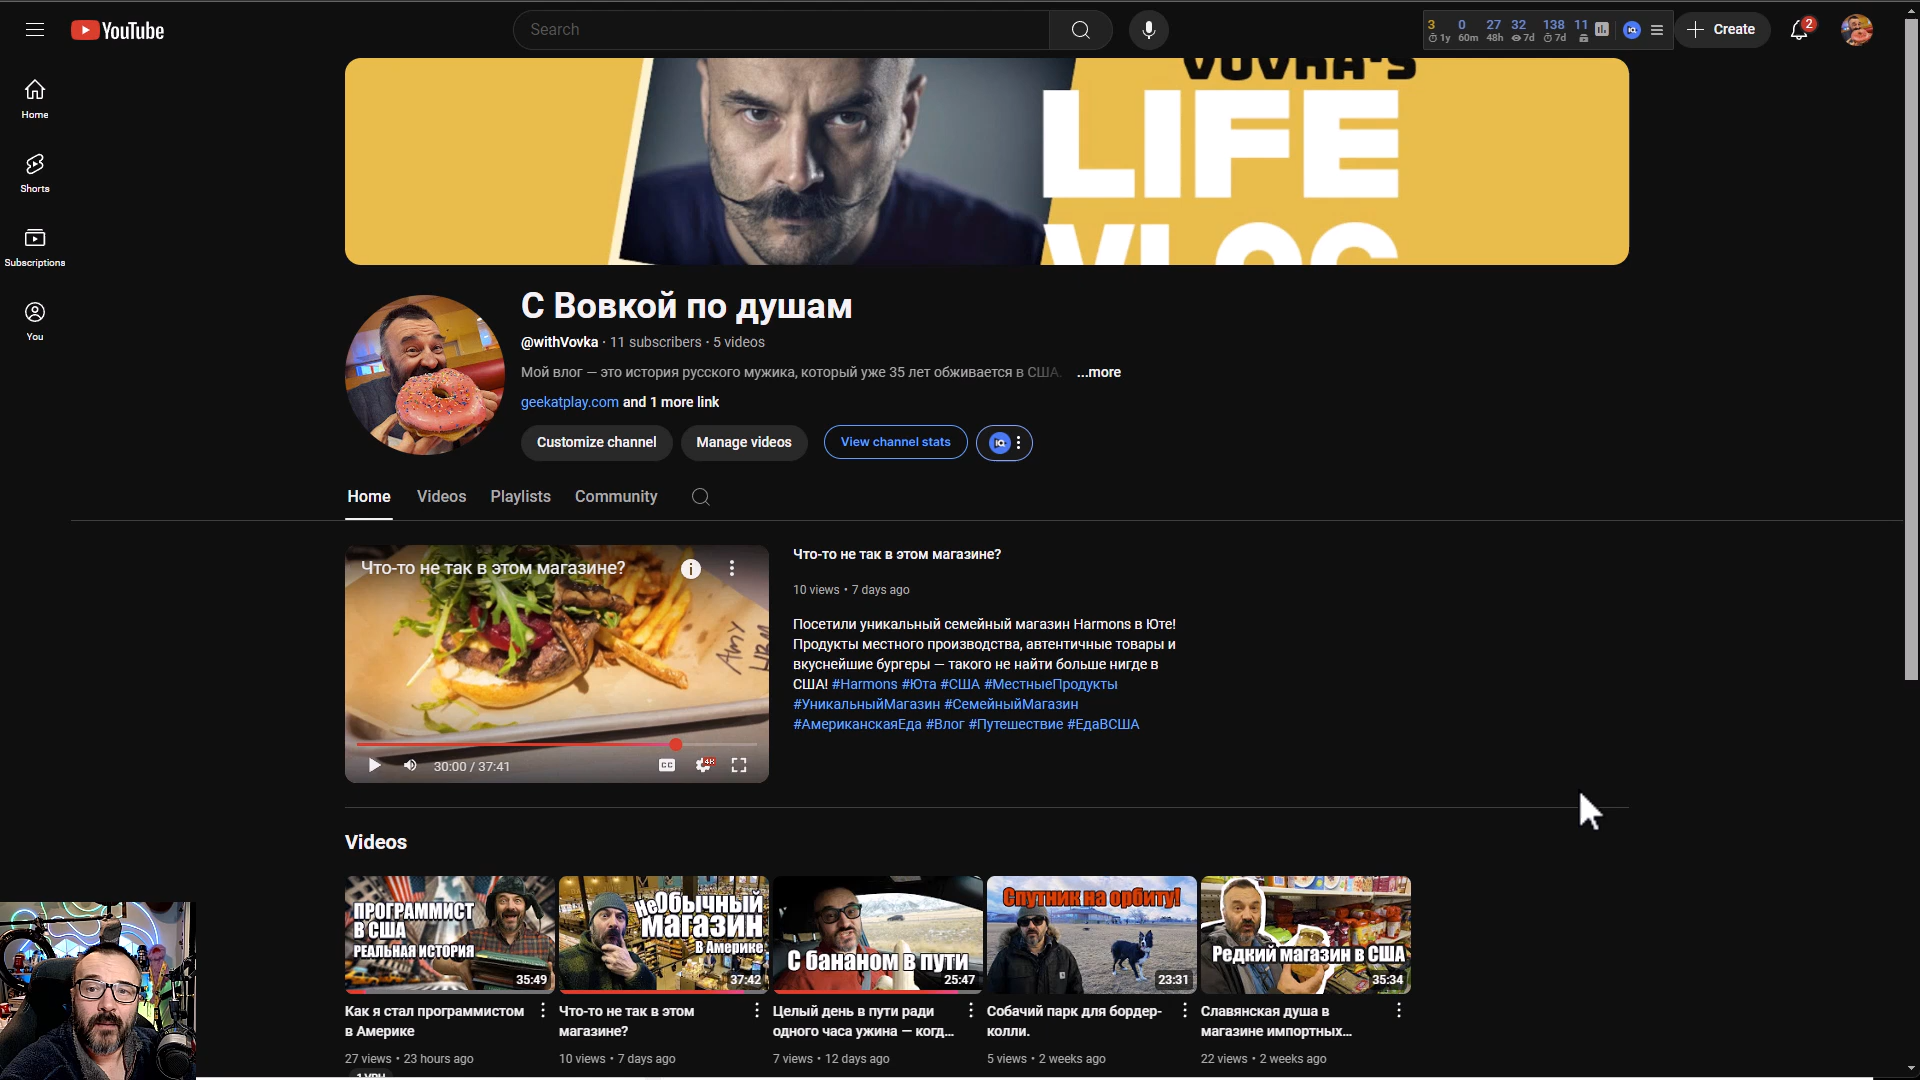 YouTube
Search
3 0 27 32 138 11
1y 60m 48h 7d 7d
IQ
Create
2
Home
Shorts
Subscriptions
You
VOVKA'S
LIFE
VLOG
С Вовкой по душам
@withVovka · 11 subscribers · 5 videos
Мой влог — это история русского мужика, который уже 35 лет обживается в США. ...more
geekatplay.com and 1 more link
Customize channel
Manage videos
View channel stats
IQ
Home
Videos
Playlists
Community
Что-то не так в этом магазине?
AMY
30:00 / 37:41
CC
4K
Что-то не так в этом магазине?
10 views • 7 days ago
Посетили уникальный семейный магазин Harmons в Юте!
Продукты местного производства, автентичные товары и
вкуснейшие бургеры — такого не найти больше нигде в
США! #Harmons #Юта #США #МестныеПродукты
#УникальныйМагазин #СемейныйМагазин
#АмериканскаяЕда #Влог #Путешествие #ЕдаВСША
Videos
ПРОГРАММИСТ
В США
РЕАЛЬНАЯ ИСТОРИЯ
35:49
Как я стал программистом
в Америке
27 views • 23 hours ago
неОбычный
магазин
в Америке
37:42
Что-то не так в этом
магазине?
10 views • 7 days ago
С бананом в пути
25:47
Целый день в пути ради
одного часа ужина — когд...
7 views • 12 days ago
Спутник на орбиту!
23:31
Собачий парк для бордер-
колли.
5 views • 2 weeks ago
Редкий магазин в США
35:34
Славянская душа в
магазине импортных...
22 views • 2 weeks ago
1 VPH